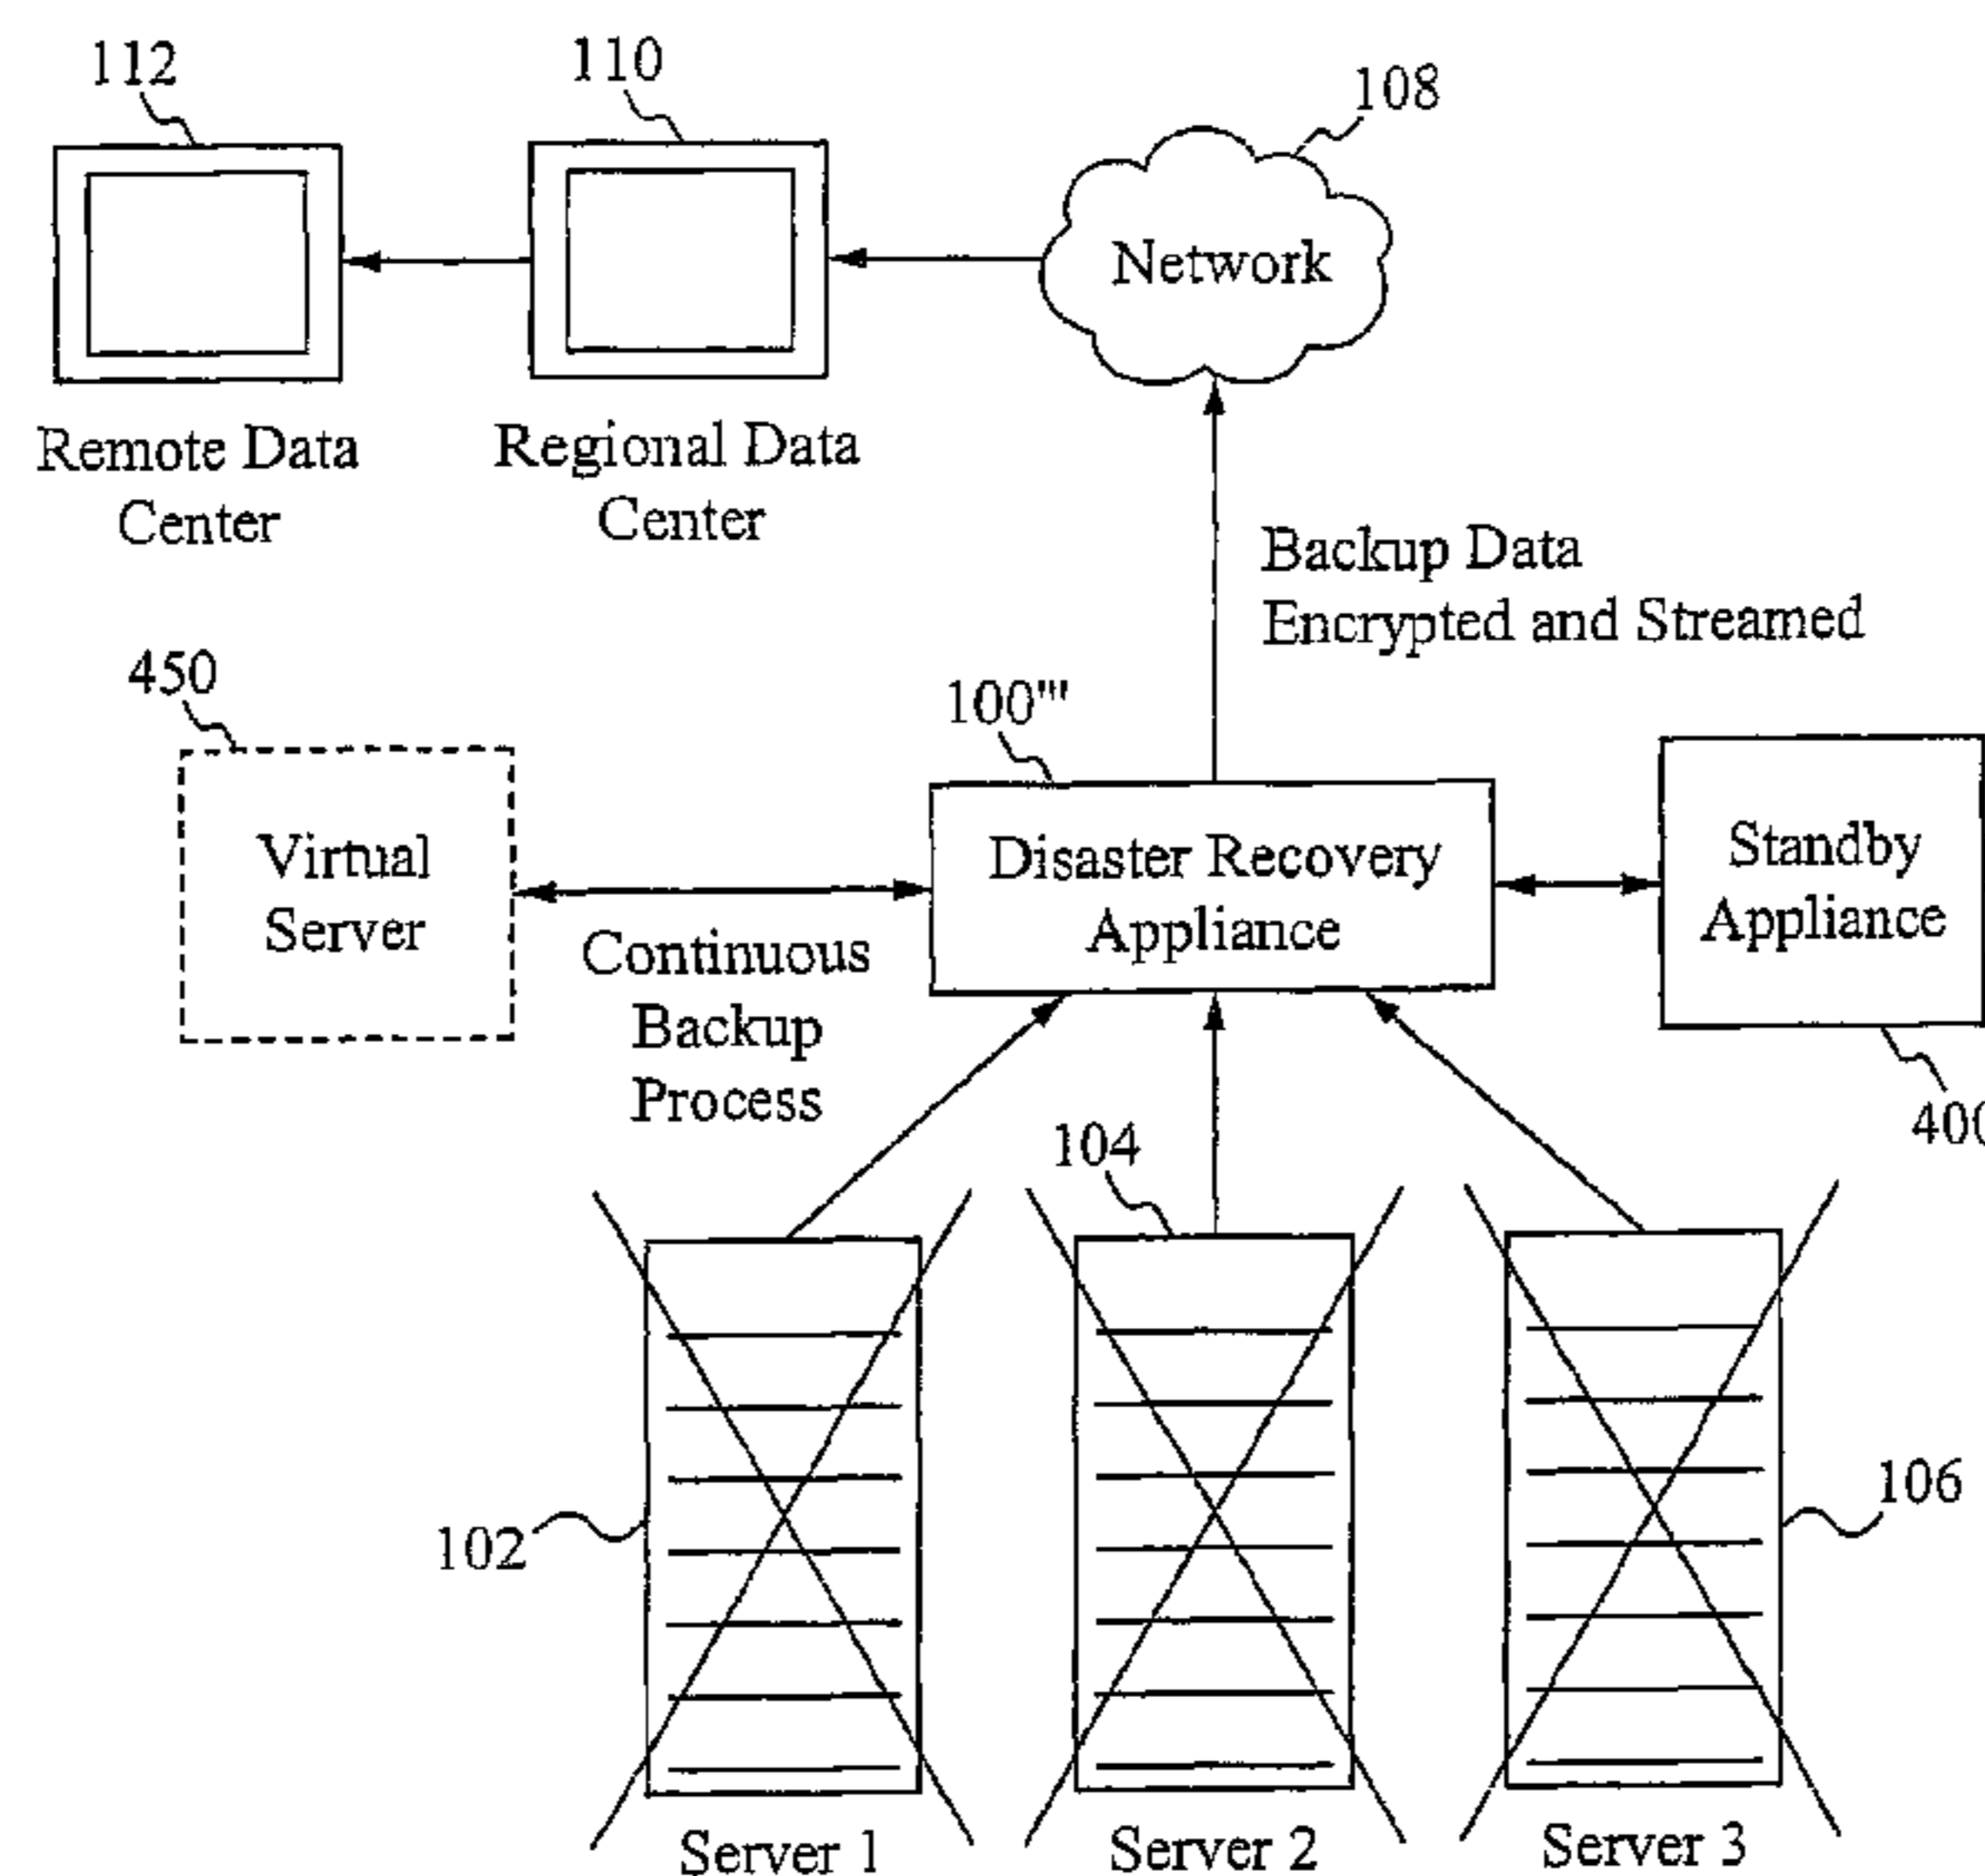 112
110
108
Network
Remote Data
Center
Regional Data
Center
Backup Data
Encrypted and Streamed
450
100'''
Virtual
Server
Disaster Recovery
Appliance
Standby
Appliance
Continuous
Backup
Process
400
104
102
106
Server 1
Server 2
Server 3